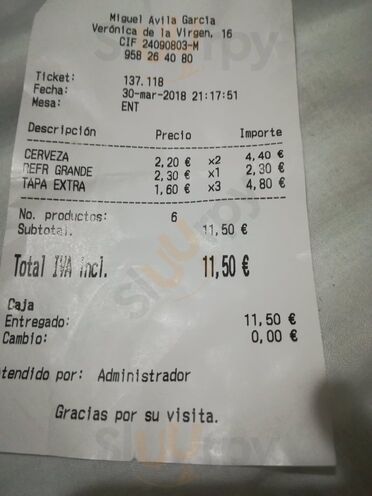 Miguel Avila Garcia
Verónica de la Virgen, 16
CIF 24090803-M
958 26 40 80
Ticket: 137.118
Fecha: 30-mar-2018 21:17:51
Mesa: ENT
Descripción Precio Importe
CERVEZA 2,20 € x2 4,40 €
REFR GRANDE 2,30 € x1 2,30 €
TAPA EXTRA 1,60 € x3 4,80 €
No. productos: 6
Subtotal. 11,50 €
Total IVA incl. 11,50 €
Caja
Entregado: 11,50 €
Cambio: 0,00 €
tendido por: Administrador
Gracias por su visita.
Sluurpy
Sluurpy
Sluurpy